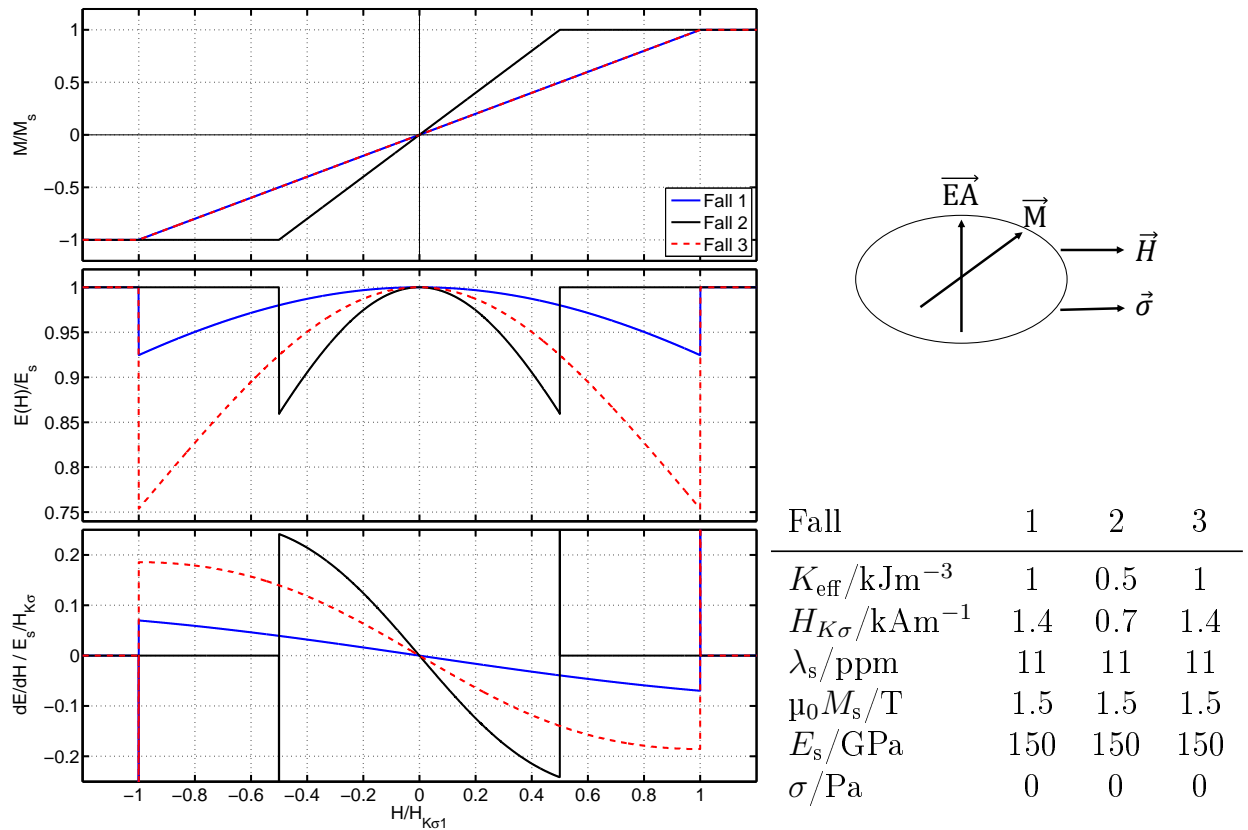 1
0.5
0
−0.5
−1
M/M_s
Fall 1
Fall 2
Fall 3
1
0.95
0.9
0.85
0.8
0.75
E(H)/E_s
0.2
0.1
0
−0.1
−0.2
dE/dH / E_s/H_Kσ
−1 −0.8 −0.6 −0.4 −0.2 0 0.2 0.4 0.6 0.8 1
H/H_Kσ1
EA
M
H
σ
Fall 1 2 3
K_eff/kJm⁻³ 1 0.5 1
H_Kσ/kAm⁻¹ 1.4 0.7 1.4
λ_s/ppm 11 11 11
µ₀M_s/T 1.5 1.5 1.5
E_s/GPa 150 150 150
σ/Pa 0 0 0